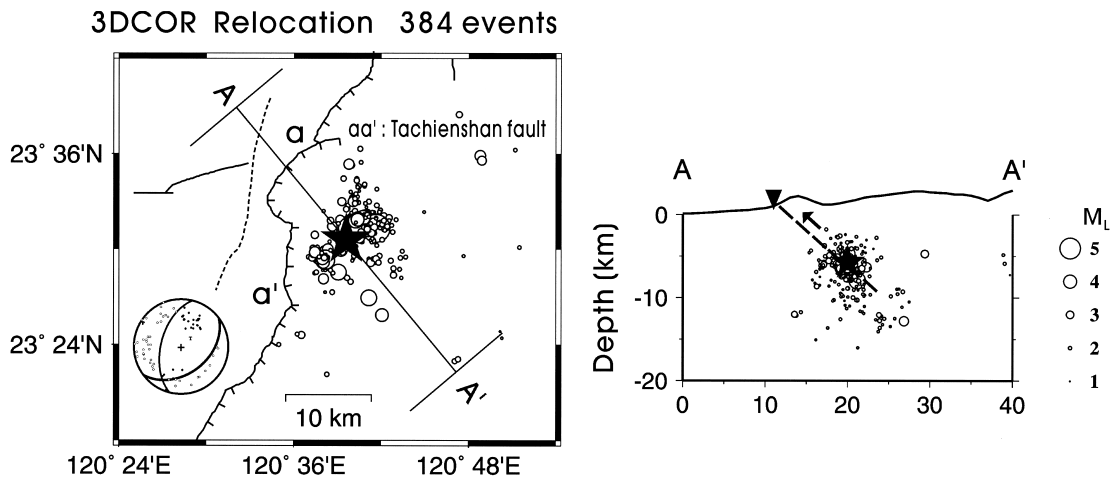 3DCOR Relocation 384 events
A
a
aa' : Tachienshan fault
23° 36'N
a'
23° 24'N
A'
10 km
120° 24'E
120° 36'E
120° 48'E
A
A'
0
-10
-20
Depth (km)
0
10
20
30
40
ML
5
4
3
2
1